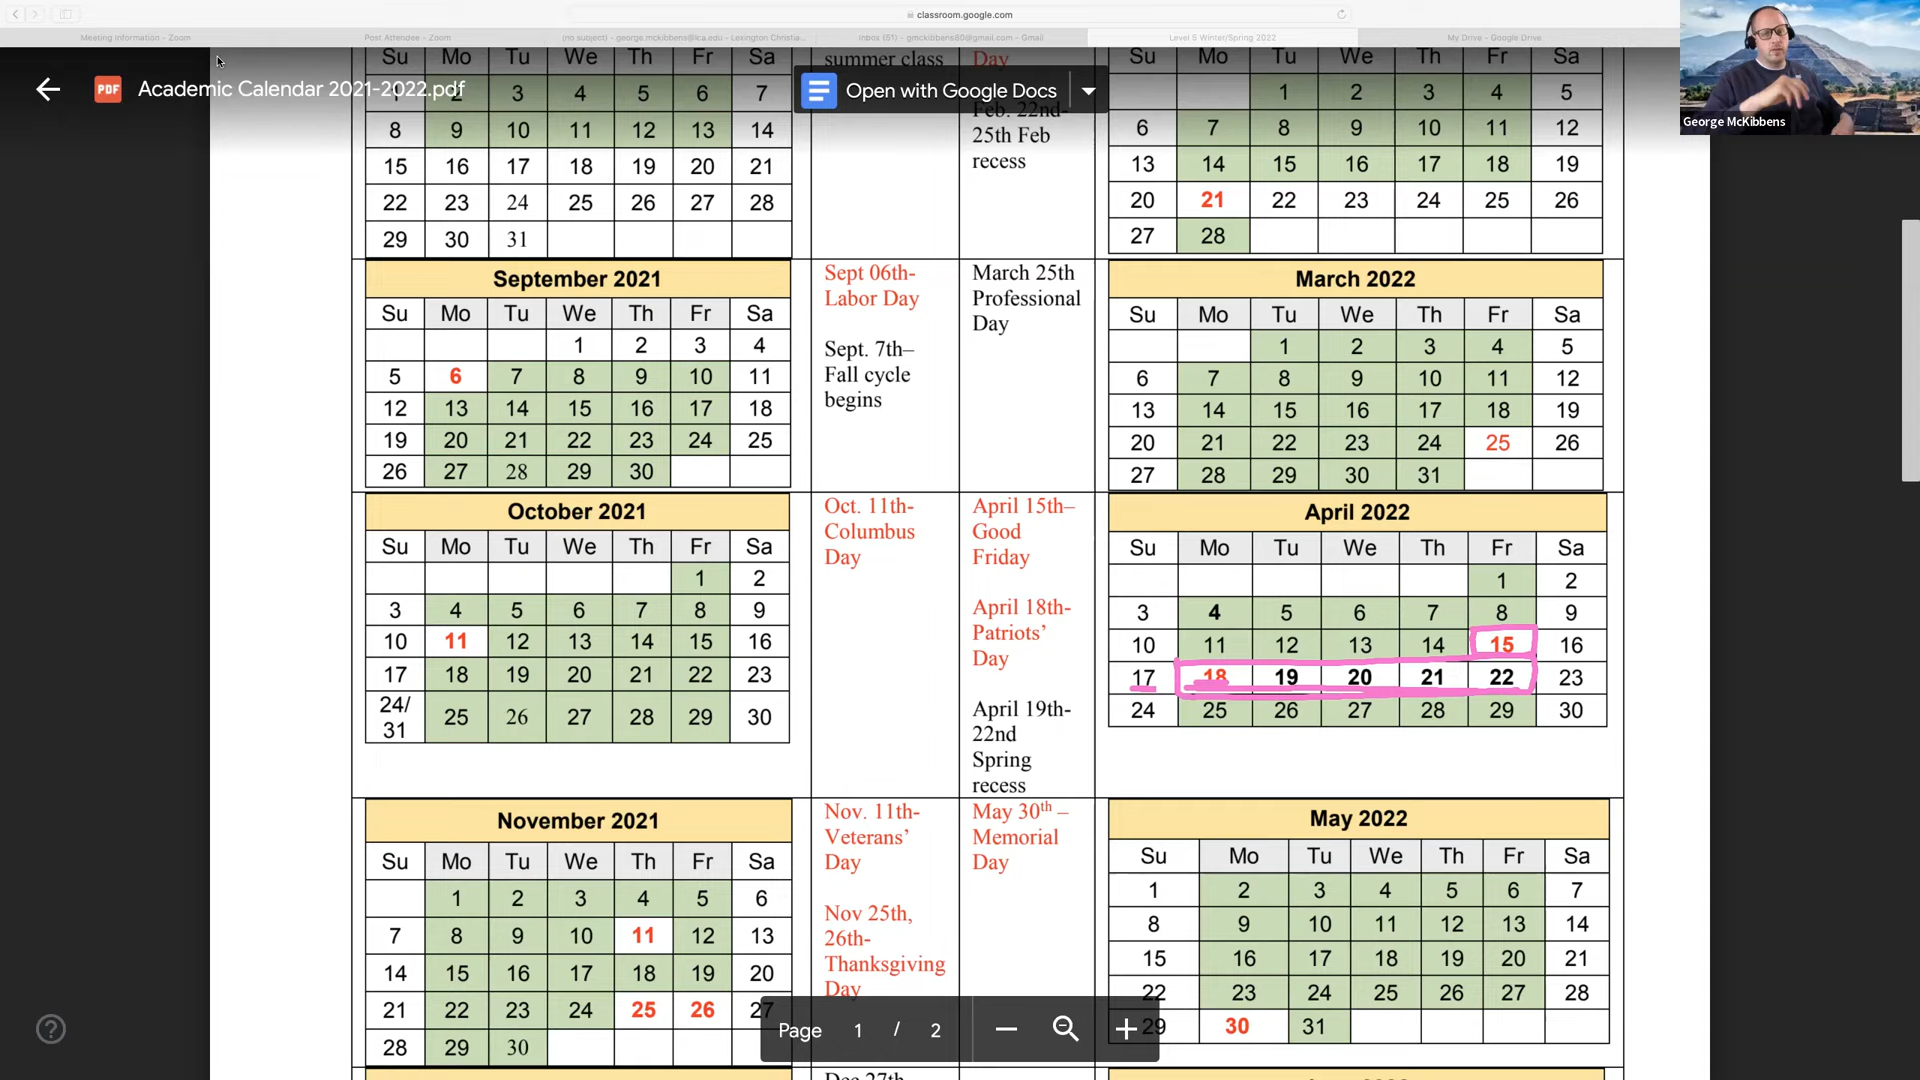 classroom.google.com
Meeting Information - Zoom
Post Attendee - Zoom
(no subject) - george.mckibbens@lca.edu - Lexington Christia...
Inbox (51) - gmckibbens80@gmail.com - Gmail
Level 5 Winter/Spring 2022
My Drive - Google Drive
George McKibbens
PDF
Academic Calendar 2021-2022.pdf
Open with Google Docs
Su Mo Tu We Th Fr Sa
1 2 3 4 5 6 7
8 9 10 11 12 13 14
15 16 17 18 19 20 21
22 23 24 25 26 27 28
29 30 31
summer class
Day
Feb. 22nd-
25th Feb
recess
Su Mo Tu We Th Fr Sa
1 2 3 4 5
6 7 8 9 10 11 12
13 14 15 16 17 18 19
20 21 22 23 24 25 26
27 28
September 2021
Su Mo Tu We Th Fr Sa
1 2 3 4
5 6 7 8 9 10 11
12 13 14 15 16 17 18
19 20 21 22 23 24 25
26 27 28 29 30
Sept 06th-
Labor Day
Sept. 7th–
Fall cycle
begins
March 25th
Professional
Day
March 2022
Su Mo Tu We Th Fr Sa
1 2 3 4 5
6 7 8 9 10 11 12
13 14 15 16 17 18 19
20 21 22 23 24 25 26
27 28 29 30 31
October 2021
Su Mo Tu We Th Fr Sa
1 2
3 4 5 6 7 8 9
10 11 12 13 14 15 16
17 18 19 20 21 22 23
24/
31 25 26 27 28 29 30
Oct. 11th-
Columbus
Day
April 15th–
Good
Friday
April 18th-
Patriots’
Day
April 19th-
22nd
Spring
recess
April 2022
Su Mo Tu We Th Fr Sa
1 2
3 4 5 6 7 8 9
10 11 12 13 14 15 16
17 18 19 20 21 22 23
24 25 26 27 28 29 30
November 2021
Su Mo Tu We Th Fr Sa
1 2 3 4 5 6
7 8 9 10 11 12 13
14 15 16 17 18 19 20
21 22 23 24 25 26 27
28 29 30
Nov. 11th-
Veterans’
Day
Nov 25th,
26th-
Thanksgiving
Day
May 30th –
Memorial
Day
May 2022
Su Mo Tu We Th Fr Sa
1 2 3 4 5 6 7
8 9 10 11 12 13 14
15 16 17 18 19 20 21
22 23 24 25 26 27 28
29 30 31
Page 1 / 2
Dec 27th